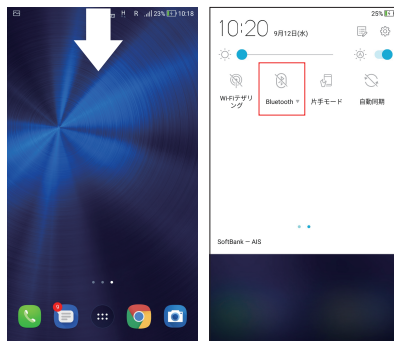 H R 23% 10:18
9
25%
10:20 9月12日(水)
Wi-Fiテザリ
ング
Bluetooth
片手モード
自動同期
SoftBank — AIS